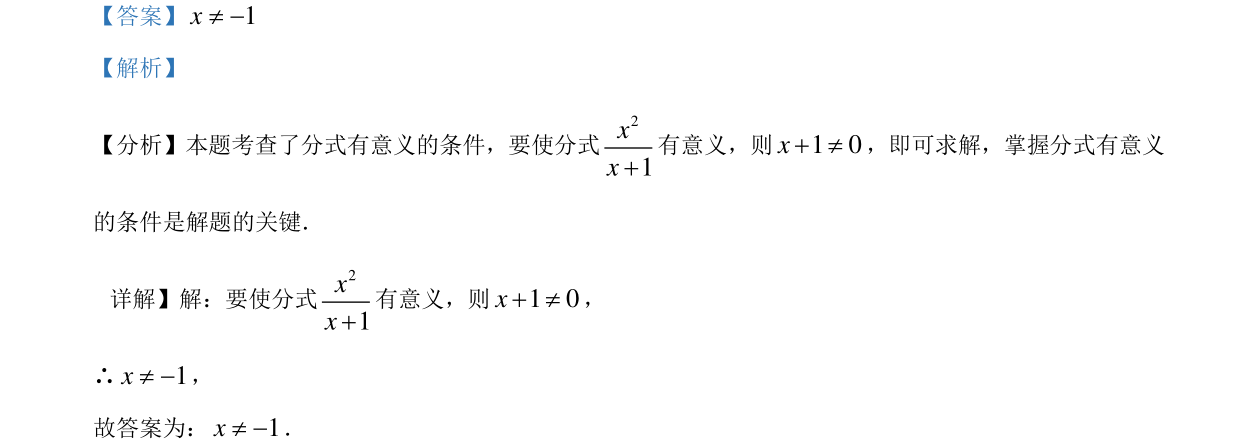 【答案】x ≠ −1
【解析】
【分析】本题考查了分式有意义的条件，要使分式 x²/(x+1) 有意义，则 x+1≠0，即可求解，掌握分式有意义
的条件是解题的关键．
详解】解：要使分式 x²/(x+1) 有意义，则 x+1≠0，
∴ x ≠ −1，
故答案为：x ≠ −1．